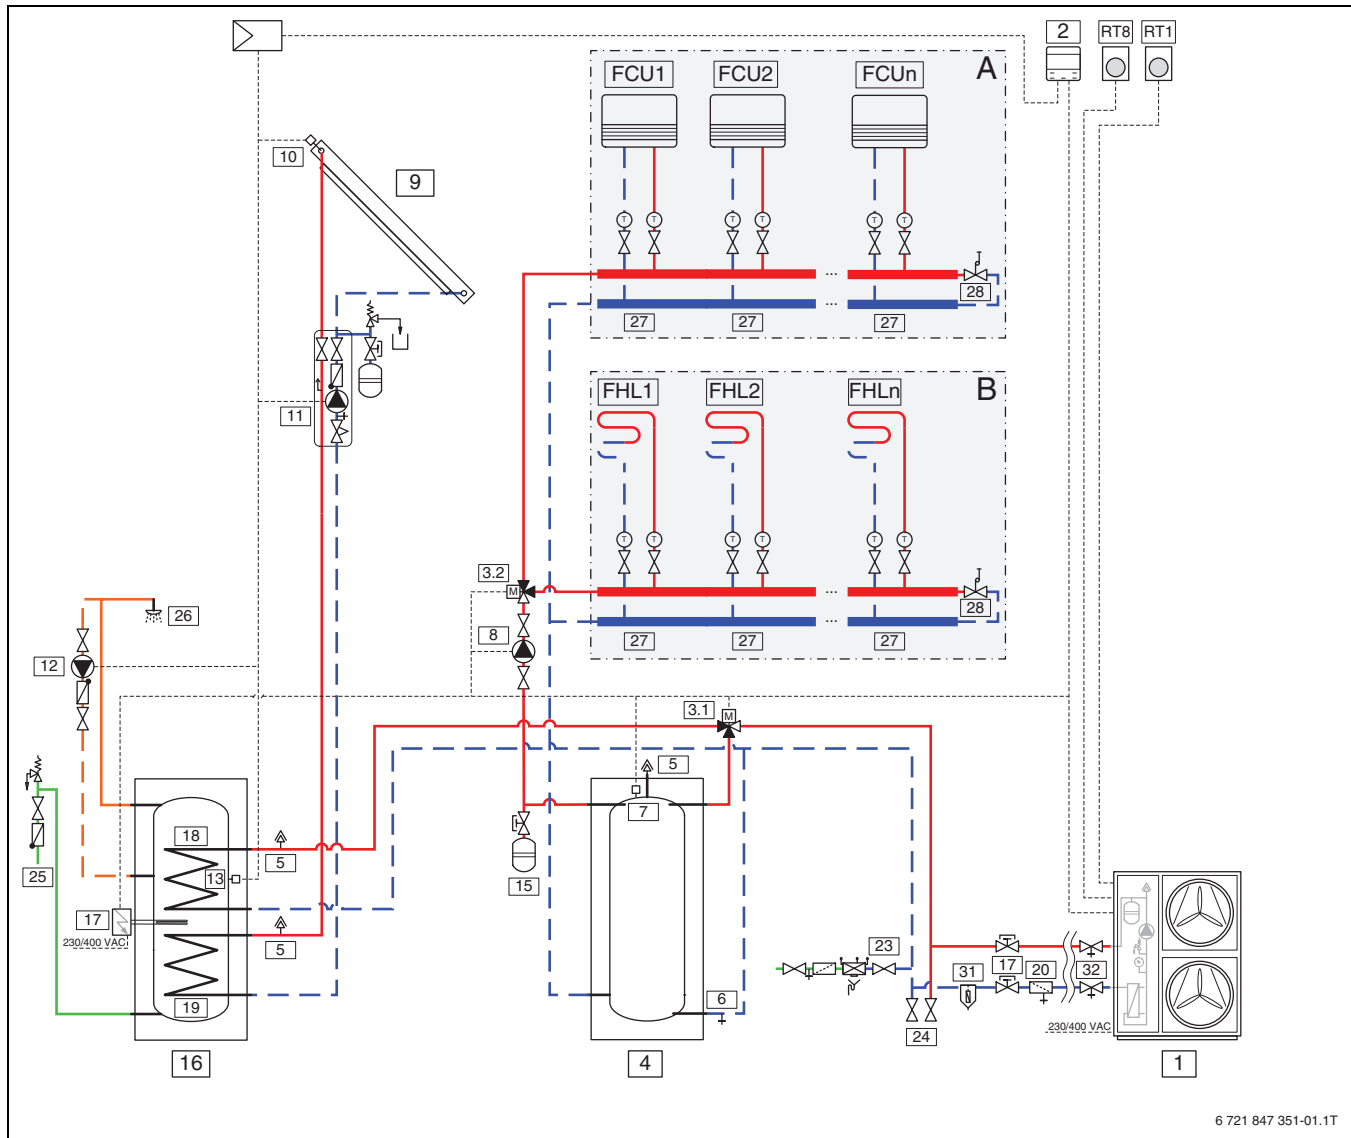 2
RT8
RT1
A
FCU1
FCU2
FCUn
10
9
T
T
T
T
T
T
...
...
28
27
27
27
B
FHL1
FHL2
FHLn
11
T
T
T
T
T
T
3.2
M
...
...
28
27
27
27
26
8
12
3.1
M
5
7
18
5
13
25
15
17
230/400 VAC
5
23
31
17
20
32
6
19
24
230/400 VAC
16
4
1
6 721 847 351-01.1T